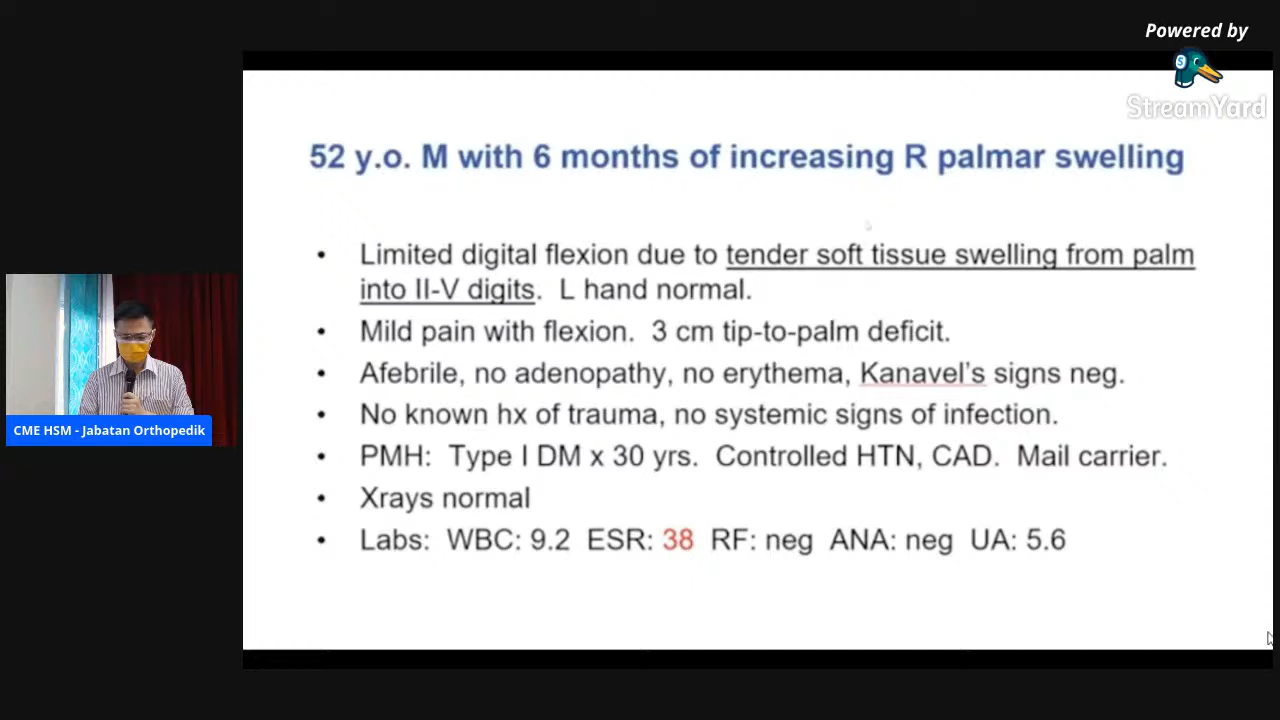 Powered by
StreamYard
52 y.o. M with 6 months of increasing R palmar swelling
• Limited digital flexion due to tender soft tissue swelling from palm
into II-V digits. L hand normal.
• Mild pain with flexion. 3 cm tip-to-palm deficit.
• Afebrile, no adenopathy, no erythema, Kanavel's signs neg.
• No known hx of trauma, no systemic signs of infection.
• PMH: Type I DM x 30 yrs. Controlled HTN, CAD. Mail carrier.
• Xrays normal
• Labs: WBC: 9.2 ESR: 38 RF: neg ANA: neg UA: 5.6
CME HSM - Jabatan Orthopedik